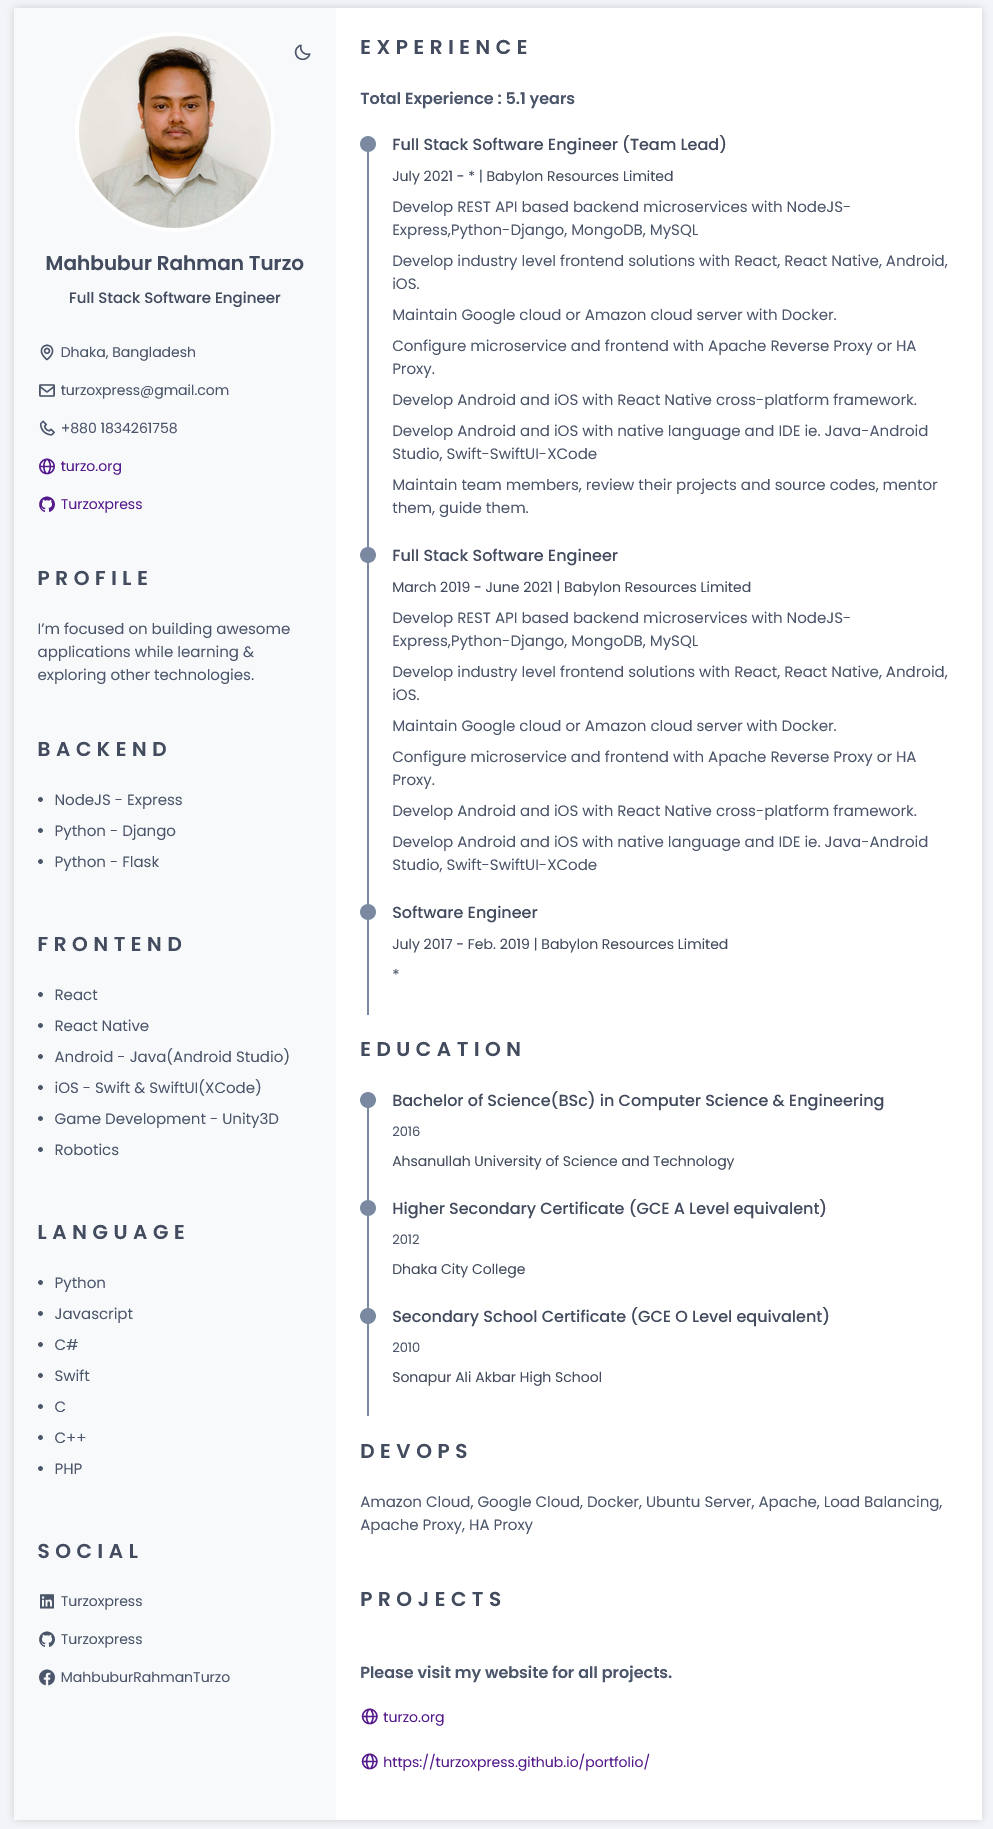 Mahbubur Rahman Turzo
Full Stack Software Engineer
Dhaka, Bangladesh
turzoxpress@gmail.com
+880 1834261758
turzo.org
Turzoxpress
PROFILE
I'm focused on building awesome
applications while learning &
exploring other technologies.
BACKEND
• NodeJS - Express
• Python - Django
• Python - Flask
FRONTEND
• React
• React Native
• Android - Java(Android Studio)
• iOS - Swift & SwiftUI(XCode)
• Game Development - Unity3D
• Robotics
LANGUAGE
• Python
• Javascript
• C#
• Swift
• C
• C++
• PHP
SOCIAL
Turzoxpress
Turzoxpress
MahbuburRahmanTurzo
EXPERIENCE
Total Experience : 5.1 years
Full Stack Software Engineer (Team Lead)
July 2021 - * | Babylon Resources Limited
Develop REST API based backend microservices with NodeJS-
Express,Python-Django, MongoDB, MySQL
Develop industry level frontend solutions with React, React Native, Android,
iOS.
Maintain Google cloud or Amazon cloud server with Docker.
Configure microservice and frontend with Apache Reverse Proxy or HA
Proxy.
Develop Android and iOS with React Native cross-platform framework.
Develop Android and iOS with native language and IDE ie. Java-Android
Studio, Swift-SwiftUI-XCode
Maintain team members, review their projects and source codes, mentor
them, guide them.
Full Stack Software Engineer
March 2019 - June 2021 | Babylon Resources Limited
Develop REST API based backend microservices with NodeJS-
Express,Python-Django, MongoDB, MySQL
Develop industry level frontend solutions with React, React Native, Android,
iOS.
Maintain Google cloud or Amazon cloud server with Docker.
Configure microservice and frontend with Apache Reverse Proxy or HA
Proxy.
Develop Android and iOS with React Native cross-platform framework.
Develop Android and iOS with native language and IDE ie. Java-Android
Studio, Swift-SwiftUI-XCode
Software Engineer
July 2017 - Feb. 2019 | Babylon Resources Limited
*
EDUCATION
Bachelor of Science(BSc) in Computer Science & Engineering
2016
Ahsanullah University of Science and Technology
Higher Secondary Certificate (GCE A Level equivalent)
2012
Dhaka City College
Secondary School Certificate (GCE O Level equivalent)
2010
Sonapur Ali Akbar High School
DEVOPS
Amazon Cloud, Google Cloud, Docker, Ubuntu Server, Apache, Load Balancing,
Apache Proxy, HA Proxy
PROJECTS
Please visit my website for all projects.
turzo.org
https://turzoxpress.github.io/portfolio/